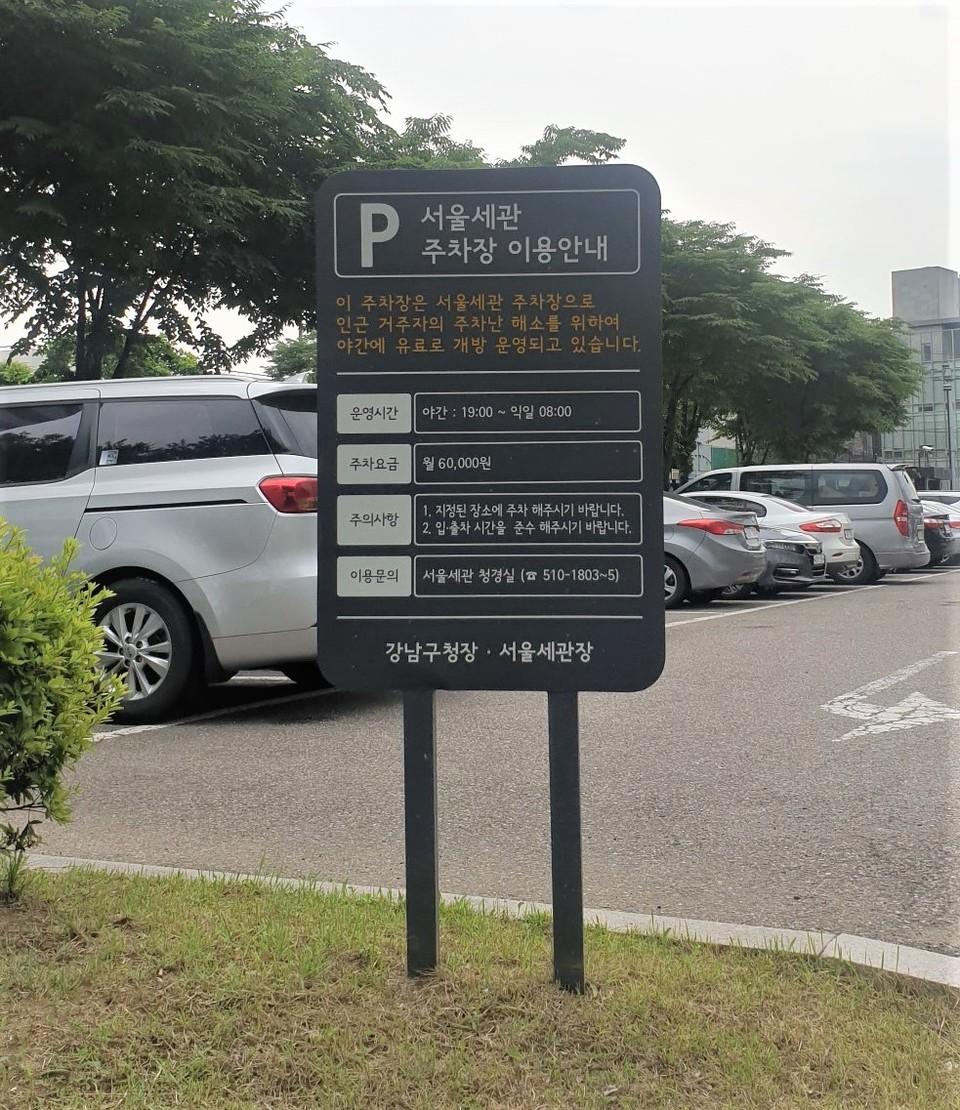 P
서울세관
주차장 이용안내
이 주차장은 서울세관 주차장으로
인근 거주자의 주차난 해소를 위하여
야간에 유료로 개방 운영되고 있습니다.
운영시간 야간 : 19:00 ~ 익일 08:00
주차요금 월 60,000원
주의사항
1. 지정된 장소에 주차 해주시기 바랍니다.
2. 입·출차 시간을 준수 해주시기 바랍니다.
이용문의 서울세관 청경실 (☎ 510-1803~5)
강남구청장 · 서울세관장